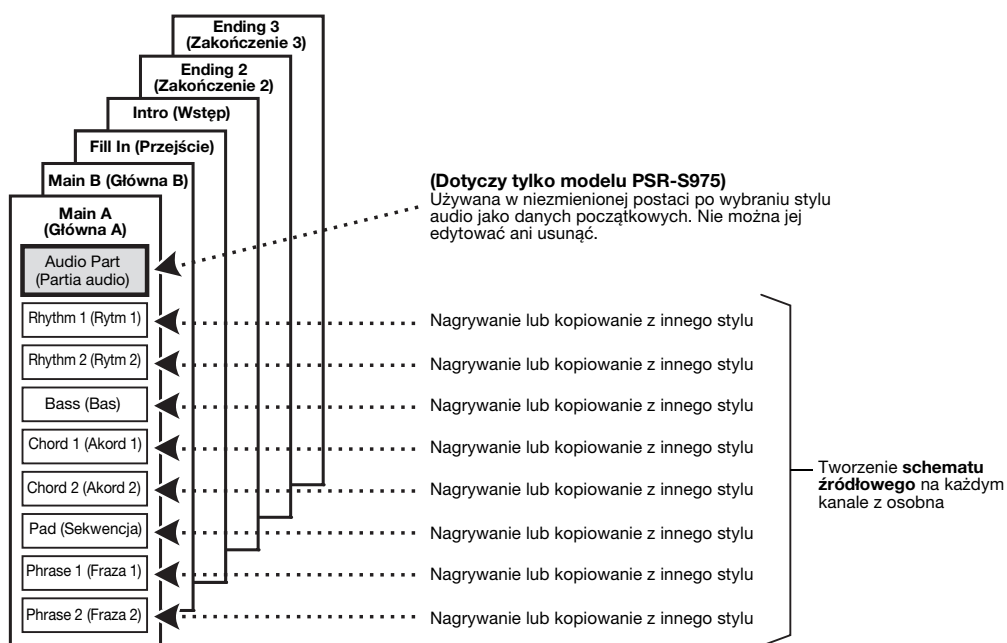 Ending 3
(Zakończenie 3)
Ending 2
(Zakończenie 2)
Intro (Wstęp)
Fill In (Przejście)
Main B (Główna B)
Main A
(Główna A)
Audio Part
(Partia audio)
(Dotyczy tylko modelu PSR-S975)
Używana w niezmienionej postaci po wybraniu stylu
audio jako danych początkowych. Nie można jej
edytować ani usunąć.
Rhythm 1 (Rytm 1)
Nagrywanie lub kopiowanie z innego stylu
Rhythm 2 (Rytm 2)
Nagrywanie lub kopiowanie z innego stylu
Bass (Bas)
Nagrywanie lub kopiowanie z innego stylu
Chord 1 (Akord 1)
Nagrywanie lub kopiowanie z innego stylu
Chord 2 (Akord 2)
Nagrywanie lub kopiowanie z innego stylu
Pad (Sekwencja)
Nagrywanie lub kopiowanie z innego stylu
Phrase 1 (Fraza 1)
Nagrywanie lub kopiowanie z innego stylu
Phrase 2 (Fraza 2)
Nagrywanie lub kopiowanie z innego stylu
Tworzenie schematu
źródłowego na każdym
kanale z osobna